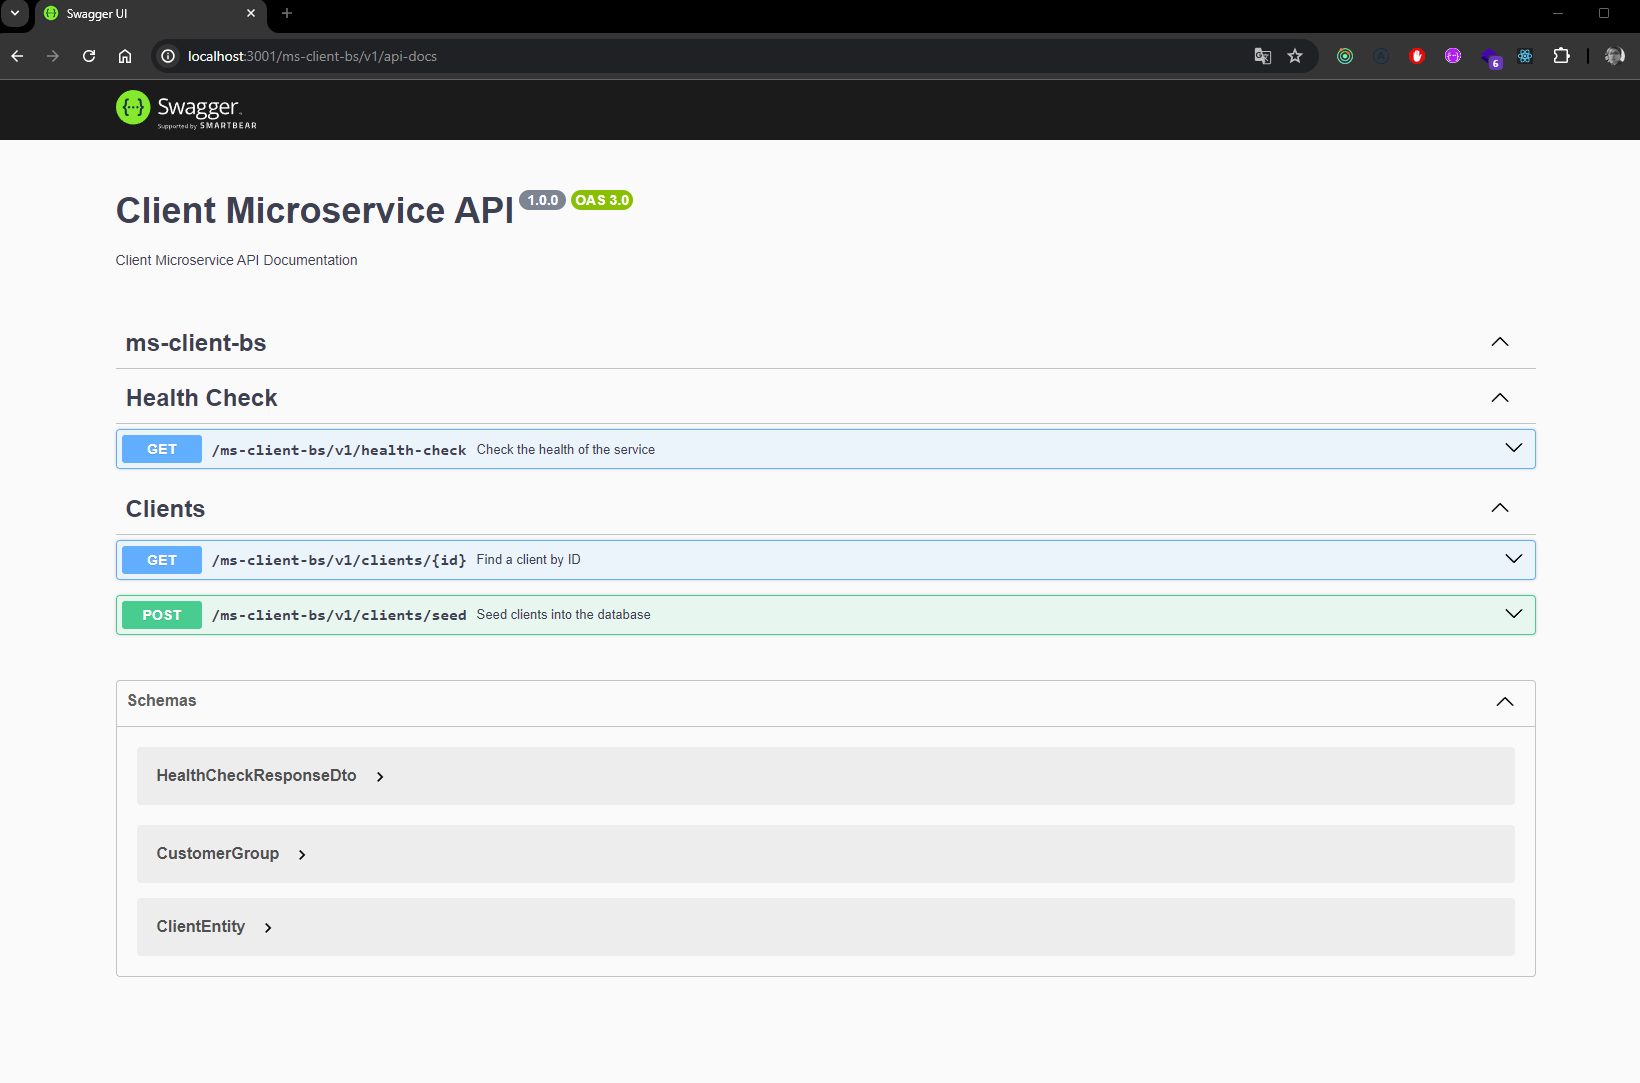 Swagger UI
localhost:3001/ms-client-bs/v1/api-docs
6
Swagger.
Supported by SMARTBEAR
Client Microservice API 1.0.0 OAS 3.0
Client Microservice API Documentation
ms-client-bs
Health Check
GET /ms-client-bs/v1/health-check Check the health of the service
Clients
GET /ms-client-bs/v1/clients/{id} Find a client by ID
POST /ms-client-bs/v1/clients/seed Seed clients into the database
Schemas
HealthCheckResponseDto
CustomerGroup
ClientEntity